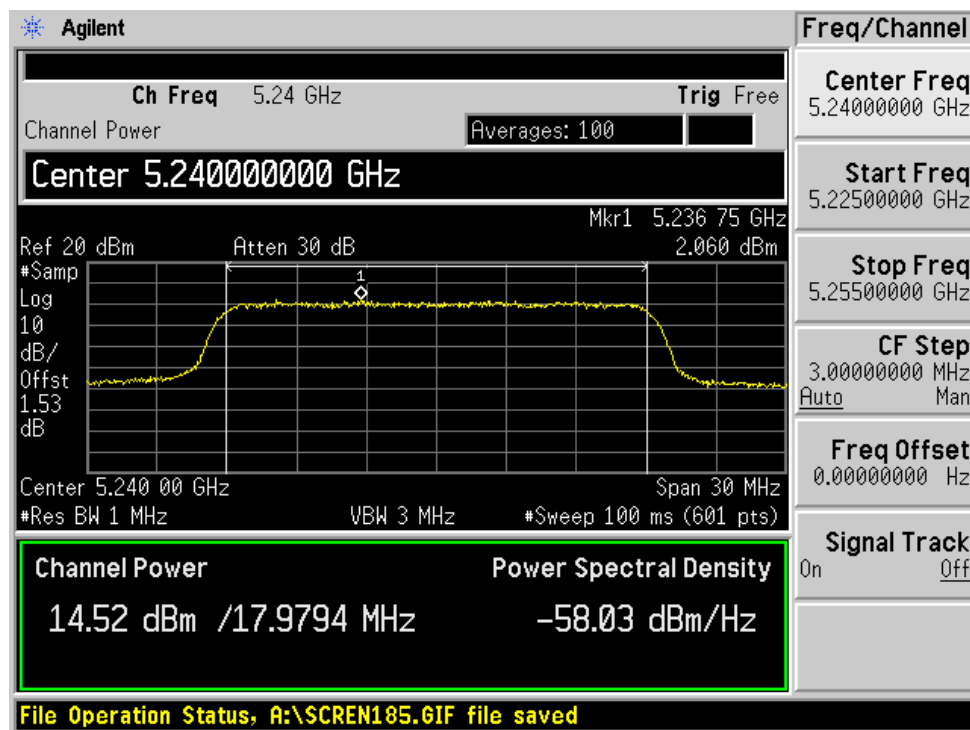 Agilent
Freq/Channel
Ch Freq 5.24 GHz Trig Free
Channel Power Averages: 100
Center 5.240000000 GHz
Mkr1 5.236 75 GHz
Ref 20 dBm Atten 30 dB 2.060 dBm
#Samp
Log
10
dB/
Offst
1.53
dB
1
Center 5.240 00 GHz Span 30 MHz
#Res BW 1 MHz VBW 3 MHz #Sweep 100 ms (601 pts)
Channel Power Power Spectral Density
14.52 dBm /17.9794 MHz -58.03 dBm/Hz
File Operation Status, A:\SCREN185.GIF file saved
Center Freq
5.24000000 GHz
Start Freq
5.22500000 GHz
Stop Freq
5.25500000 GHz
CF Step
3.00000000 MHz
Auto Man
Freq Offset
0.00000000 Hz
Signal Track
On Off